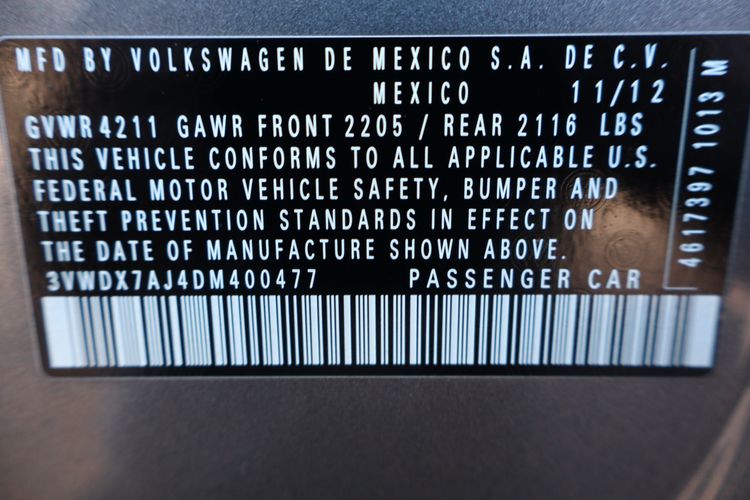 MFD BY VOLKSWAGEN DE MEXICO S.A. DE C.V.
MEXICO 11/12
GVWR 4211 GAWR FRONT 2205 / REAR 2116 LBS
THIS VEHICLE CONFORMS TO ALL APPLICABLE U.S.
FEDERAL MOTOR VEHICLE SAFETY, BUMPER AND
THEFT PREVENTION STANDARDS IN EFFECT ON
THE DATE OF MANUFACTURE SHOWN ABOVE.
3VWDX7AJ4DM400477 PASSENGER CAR
4617397 1013 M